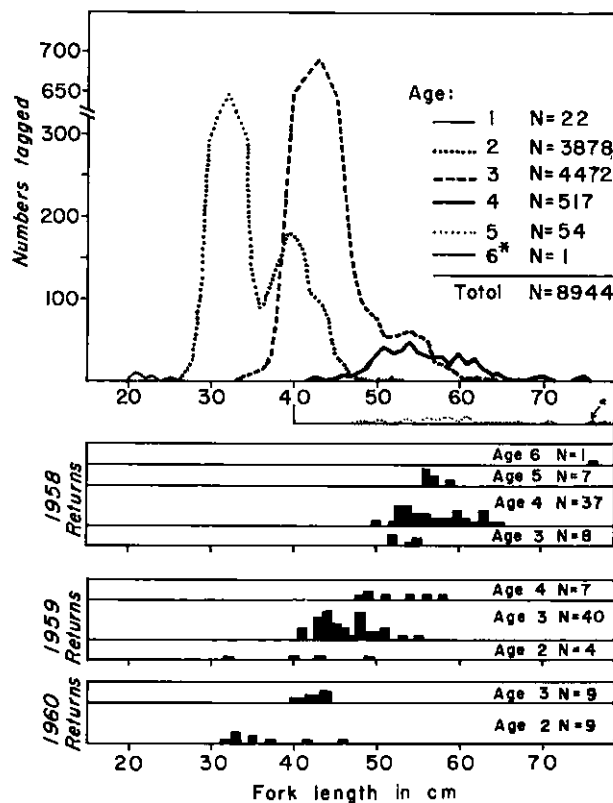 700
650
300
200
100
Numbers tagged
Age:
1 N=22
2 N=3878
3 N=4472
4 N=517
5 N=54
6* N=1
Total N=8944
20 30 40 50 60 70
*
1958 Returns
Age 6 N=1
Age 5 N=7
Age 4 N=37
Age 3 N=8
1959 Returns
Age 4 N=7
Age 3 N=40
Age 2 N=4
1960 Returns
Age 3 N=9
Age 2 N=9
20 30 40 50 60 70
Fork length in cm